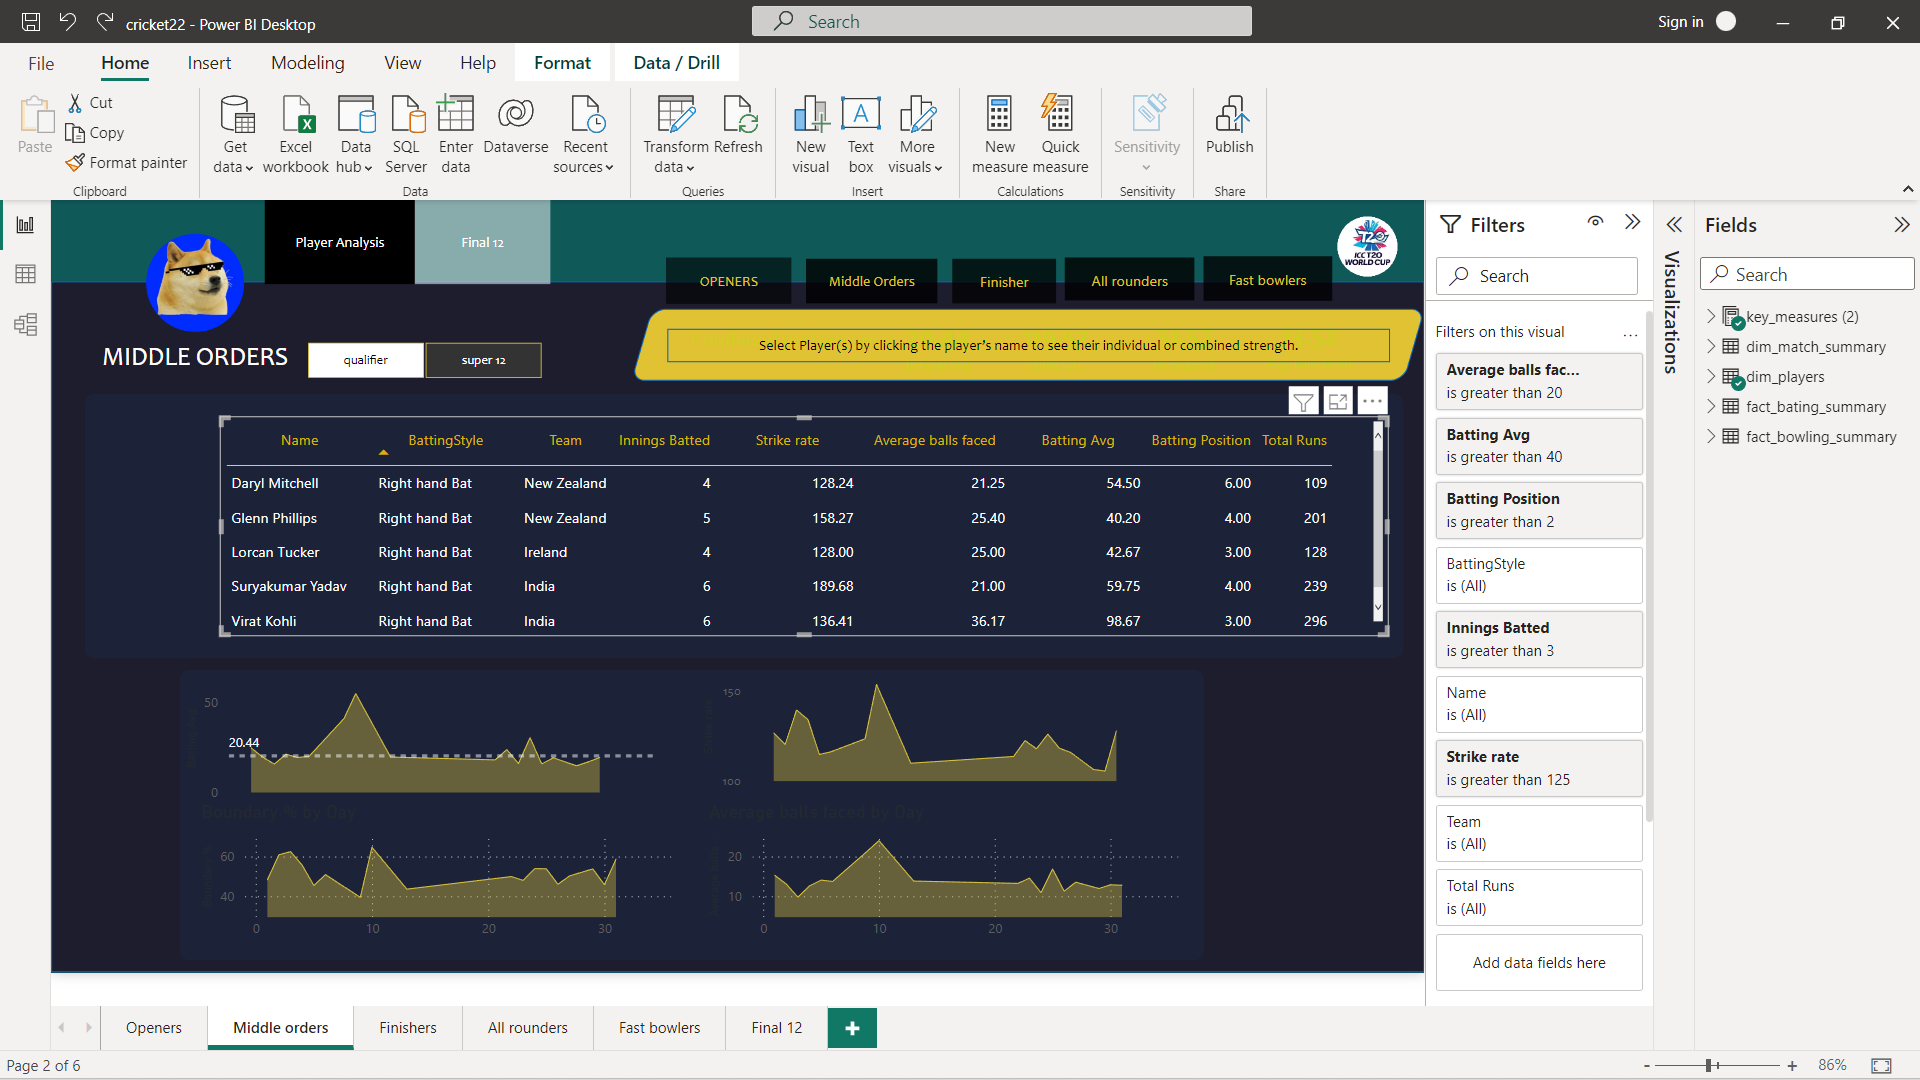 cricket22 - Power BI Desktop
Search
Sign in
File
Home
Insert
Modeling
View
Help
Format
Data / Drill
Paste
Cut
Copy
Format painter
Clipboard
Get data
Excel workbook
Data hub
SQL Server
Enter data
Dataverse
Recent sources
Data
Transform data
Refresh
Queries
New visual
Text box
More visuals
Insert
New measure
Quick measure
Calculations
Sensitivity
Sensitivity
Publish
Share
Player Analysis
Final 12
T20
ICC T20
WORLD CUP
OPENERS
Middle Orders
Finisher
All rounders
Fast bowlers
MIDDLE ORDERS
qualifier
super 12
Select Player(s) by clicking the player's name to see their individual or combined strength.
Name BattingStyle Team Innings Batted Strike rate Average balls faced Batting Avg Batting Position Total Runs
Daryl Mitchell Right hand Bat New Zealand 4 128.24 21.25 54.50 6.00 109
Glenn Phillips Right hand Bat New Zealand 5 158.27 25.40 40.20 4.00 201
Lorcan Tucker Right hand Bat Ireland 4 128.00 25.00 42.67 3.00 128
Suryakumar Yadav Right hand Bat India 6 189.68 21.00 59.75 4.00 239
Virat Kohli Right hand Bat India 6 136.41 36.17 98.67 3.00 296
50
20.44
0
150
100
Boundary % by Day
60
40
0 10 20 30
Average balls faced by Day
20
10
0 10 20 30
Filters
Search
Filters on this visual
Average balls fac...
is greater than 20
Batting Avg
is greater than 40
Batting Position
is greater than 2
BattingStyle
is (All)
Innings Batted
is greater than 3
Name
is (All)
Strike rate
is greater than 125
Team
is (All)
Total Runs
is (All)
Add data fields here
Visualizations
Fields
Search
key_measures (2)
dim_match_summary
dim_players
fact_bating_summary
fact_bowling_summary
Openers
Middle orders
Finishers
All rounders
Fast bowlers
Final 12
Page 2 of 6
86%